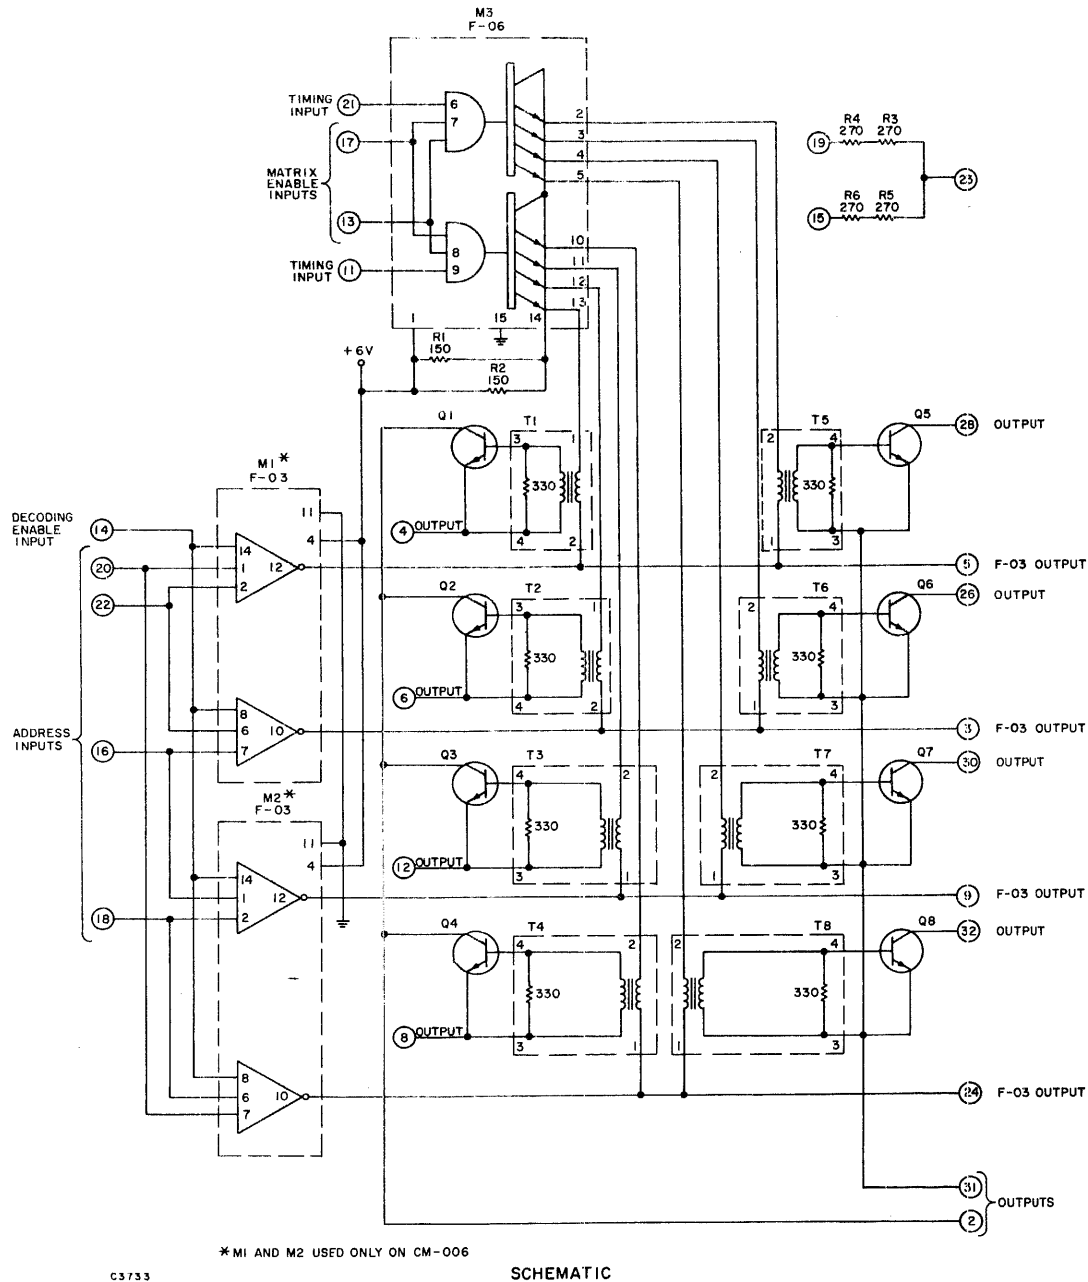 M3
F-06
TIMING
INPUT
21
6
7
17
MATRIX
ENABLE
INPUTS
13
8
9
TIMING
INPUT
11
2
3
4
5
10
11
12
13
1
15
14
R4
270
R3
270
19
23
R6
270
R5
270
15
R1
150
R2
150
+6V
Q1
T1
3
1
330
4
OUTPUT
4
2
T5
2
4
330
1
3
Q5
28
OUTPUT
M1*
F-03
11
4
DECODING
ENABLE
INPUT
14
20
22
14
1
2
12
5
F-03 OUTPUT
Q2
T2
3
1
330
6
OUTPUT
4
2
T6
2
4
330
1
3
Q6
26
OUTPUT
ADDRESS
INPUTS
16
8
6
7
10
3
F-03 OUTPUT
Q3
T3
4
2
330
12
OUTPUT
3
1
T7
2
4
330
1
3
Q7
30
OUTPUT
M2*
F-03
11
4
18
14
1
2
12
9
F-03 OUTPUT
Q4
T4
4
2
330
8
OUTPUT
3
1
T8
2
4
330
1
3
Q8
32
OUTPUT
8
6
7
10
24
F-03 OUTPUT
31
2
OUTPUTS
*M1 AND M2 USED ONLY ON CM-006
C3733
SCHEMATIC